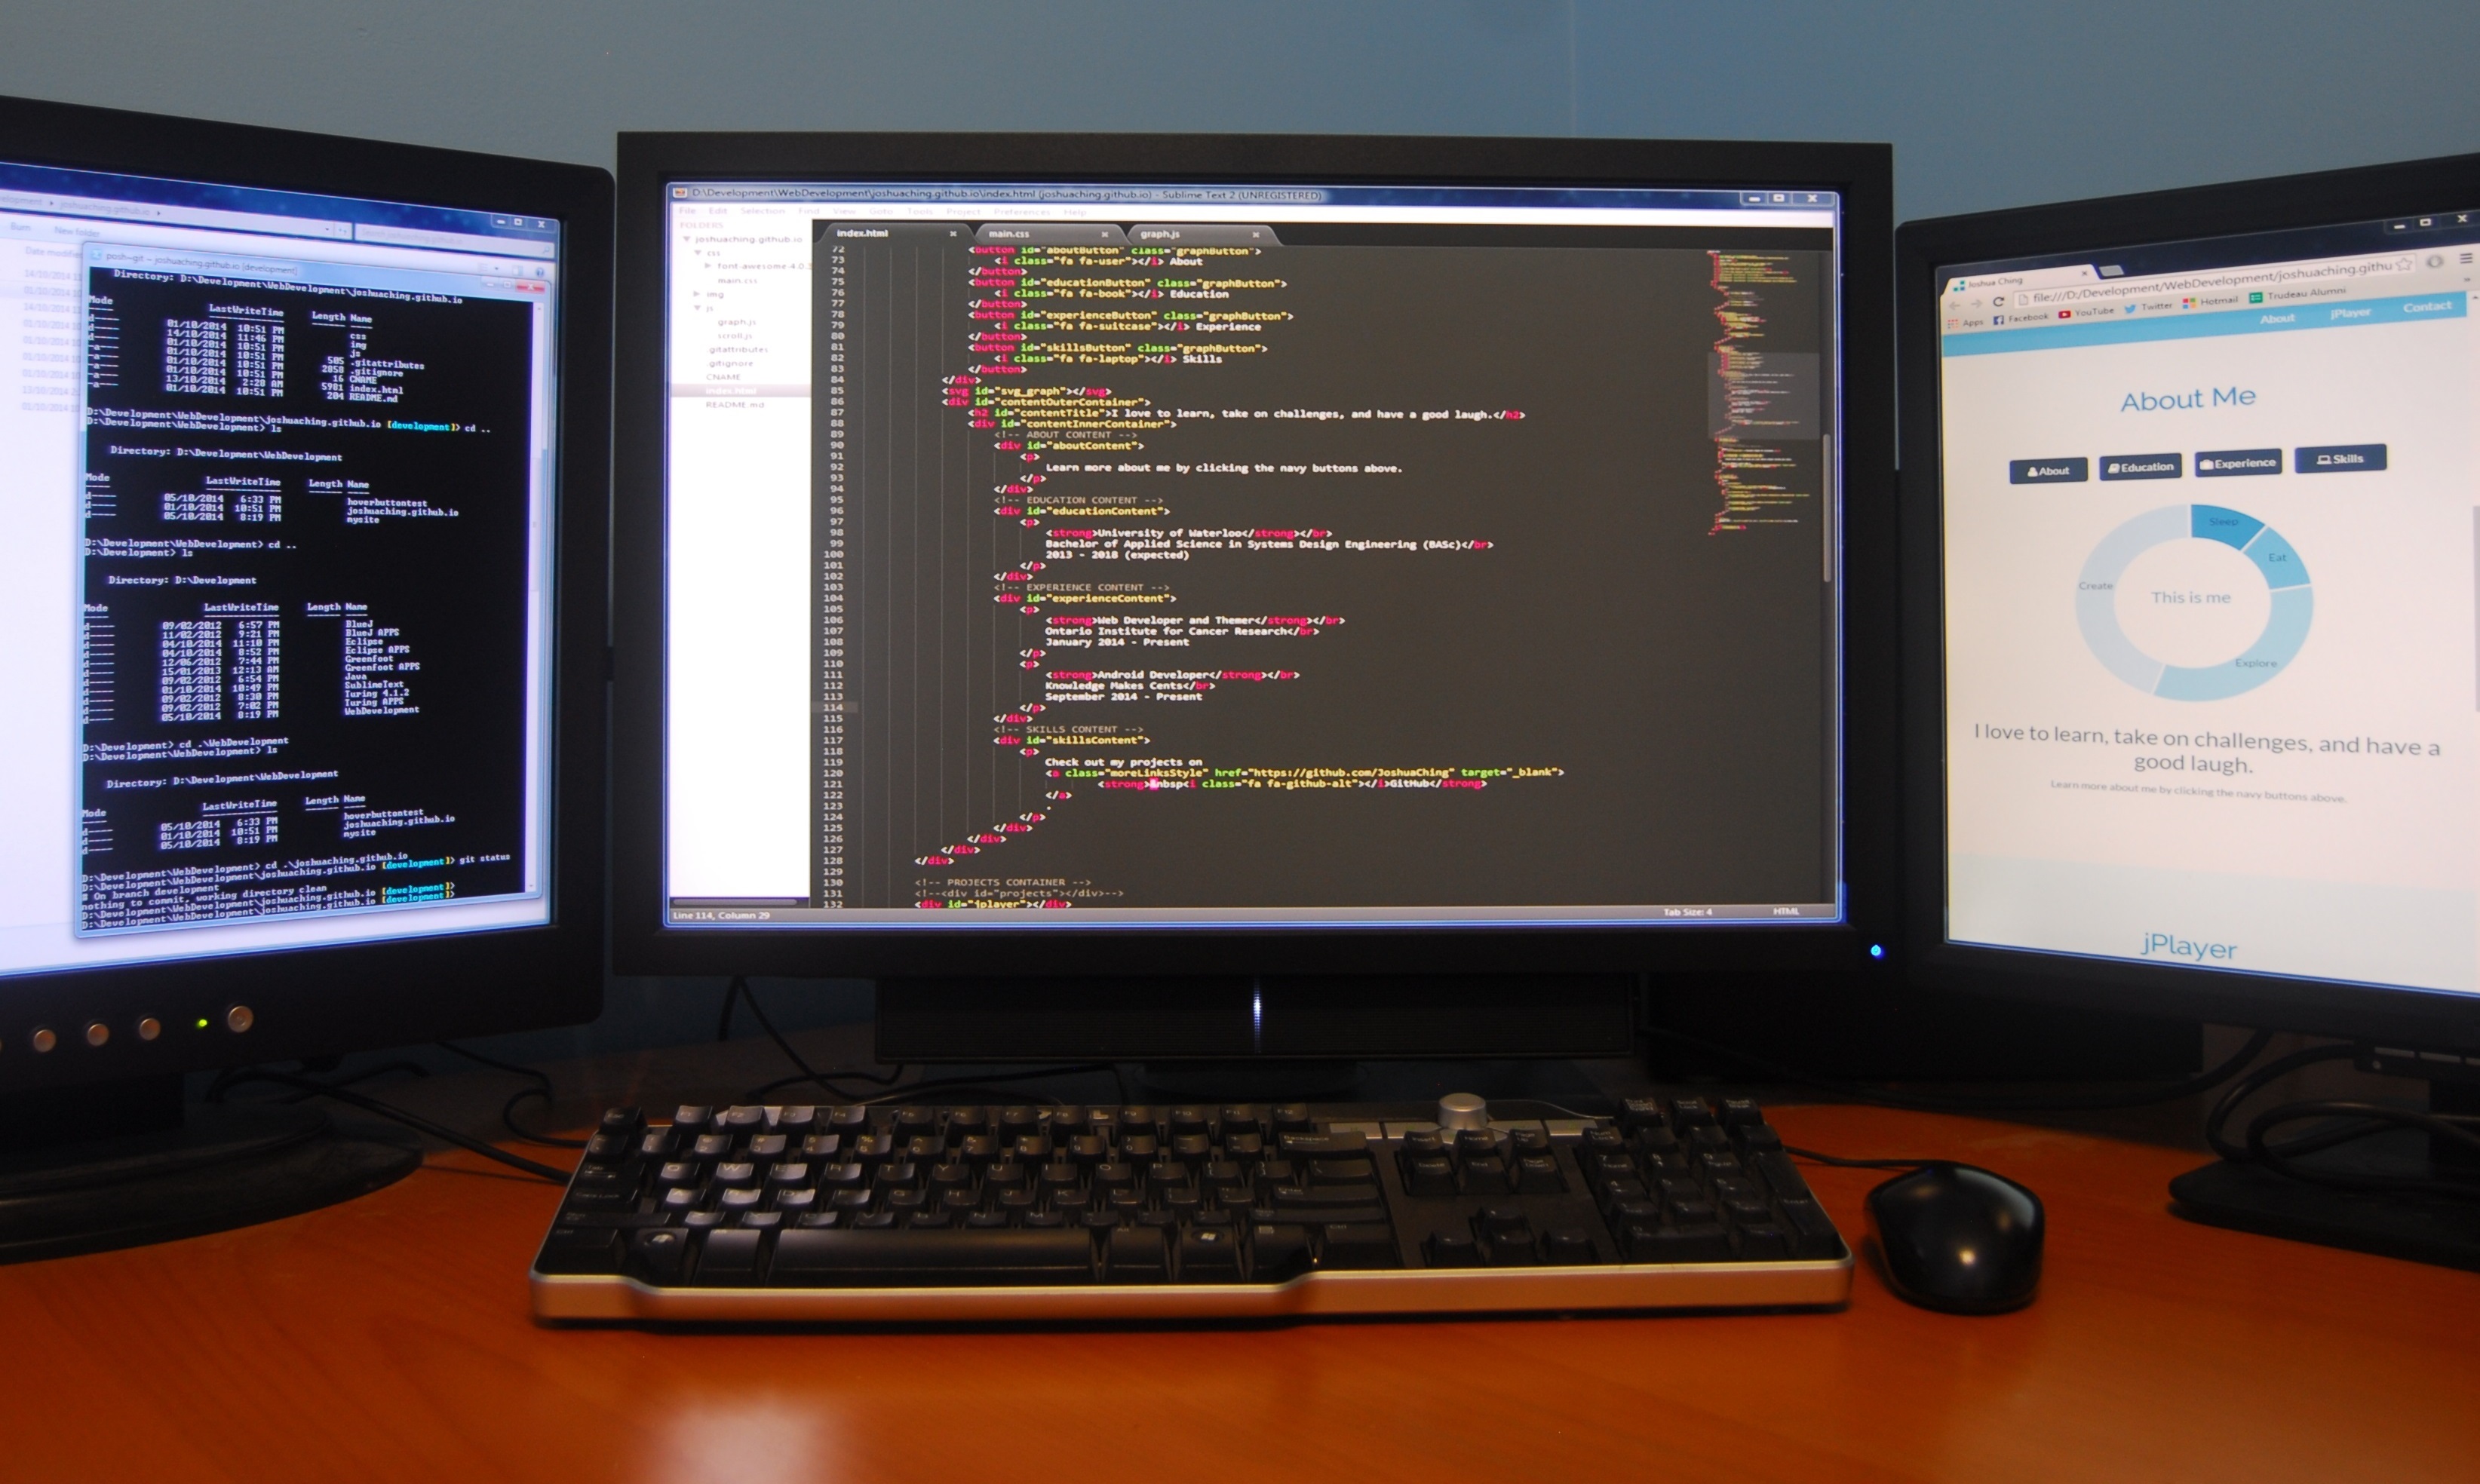 joshuaching.github.io
Burn New folder
posh~git ~ joshuaching.github.io [development]
Directory: D:\Development\WebDevelopment\joshuaching.github.io
Mode LastWriteTime Length Name
d---- 01/10/2014 10:51 PM css
d---- 14/10/2014 11:46 PM img
d---- 01/10/2014 10:51 PM js
-a--- 01/10/2014 10:51 PM 505 .gitattributes
-a--- 01/10/2014 10:51 PM 2858 .gitignore
-a--- 01/10/2014 10:51 PM 16 CNAME
-a--- 13/10/2014 2:28 AM 5981 index.html
-a--- 01/10/2014 10:51 PM 204 README.md
D:\Development\WebDevelopment\joshuaching.github.io [development]> cd ..
D:\Development\WebDevelopment> ls
Directory: D:\Development\WebDevelopment
Mode LastWriteTime Length Name
d---- 05/10/2014 6:33 PM hoverbuttontest
d---- 01/10/2014 10:51 PM joshuaching.github.io
d---- 05/10/2014 8:19 PM mysite
D:\Development\WebDevelopment> cd ..
D:\Development> ls
Directory: D:\Development
Mode LastWriteTime Length Name
d---- 09/02/2012 6:57 PM BlueJ
d---- 11/02/2012 9:21 PM BlueJ APPS
d---- 04/10/2014 11:10 PM Eclipse
d---- 04/10/2014 8:52 PM Eclipse APPS
d---- 12/06/2012 7:44 PM Greenfoot
d---- 15/01/2013 12:13 AM Greenfoot APPS
d---- 09/02/2012 6:54 PM Java
d---- 01/10/2014 10:49 PM SublimeText
d---- 09/02/2012 8:30 PM Turing 4.1.2
d---- 09/02/2012 7:02 PM Turing APPS
d---- 05/10/2014 8:19 PM WebDevelopment
D:\Development> cd .\WebDevelopment
D:\Development\WebDevelopment> ls
Directory: D:\Development\WebDevelopment
Mode LastWriteTime Length Name
d---- 05/10/2014 6:33 PM hoverbuttontest
d---- 01/10/2014 10:51 PM joshuaching.github.io
d---- 05/10/2014 8:19 PM mysite
D:\Development\WebDevelopment> cd .\joshuaching.github.io
D:\Development\WebDevelopment\joshuaching.github.io [development]> git status
# On branch development
nothing to commit, working directory clean
D:\Development\WebDevelopment\joshuaching.github.io [development]>
D:\Development\WebDevelopment\joshuaching.github.io [development]>
D:\Development\WebDevelopment\joshuaching.github.io\index.html (joshuaching.github.io) - Sublime Text 2 (UNREGISTERED)
File Edit Selection Find View Goto Tools Project Preferences Help
FOLDERS
joshuaching.github.io
css
font-awesome-4.0.3
main.css
img
js
graph.js
scroll.js
.gitattributes
.gitignore
CNAME
index.html
README.md
index.html main.css graph.js
72 <button id="aboutButton" class="graphButton">
73 <i class="fa fa-user"></i> About
74 </button>
75 <button id="educationButton" class="graphButton">
76 <i class="fa fa-book"></i> Education
77 </button>
78 <button id="experienceButton" class="graphButton">
79 <i class="fa fa-suitcase"></i> Experience
80 </button>
81 <button id="skillsButton" class="graphButton">
82 <i class="fa fa-laptop"></i> Skills
83 </button>
84 </div>
85 <svg id="svg_graph"></svg>
86 <div id="contentOuterContainer">
87 <h2 id="contentTitle">I love to learn, take on challenges, and have a good laugh.</h2>
88 <div id="contentInnerContainer">
89 <!-- ABOUT CONTENT -->
90 <div id="aboutContent">
91 <p>
92 Learn more about me by clicking the navy buttons above.
93 </p>
94 </div>
95 <!-- EDUCATION CONTENT -->
96 <div id="educationContent">
97 <p>
98 <strong>University of Waterloo</strong></br>
99 Bachelor of Applied Science in Systems Design Engineering (BASc)</br>
100 2013 - 2018 (expected)
101 </p>
102 </div>
103 <!-- EXPERIENCE CONTENT -->
104 <div id="experienceContent">
105 <p>
106 <strong>Web Developer and Themer</strong></br>
107 Ontario Institute for Cancer Research</br>
108 January 2014 - Present
109 </p>
110 <p>
111 <strong>Android Developer</strong></br>
112 Knowledge Makes Cents</br>
113 September 2014 - Present
114 </p>
115 </div>
116 <!-- SKILLS CONTENT -->
117 <div id="skillsContent">
118 <p>
119 Check out my projects on
120 <a class="moreLinksStyle" href="https://github.com/JoshuaChing" target="_blank">
121 <strong>&nbsp<i class="fa fa-github-alt"></i>GitHub</strong>
122 </a>
123 .
124 </p>
125 </div>
126 </div>
127 </div>
128 </div>
129
130 <!-- PROJECTS CONTAINER -->
131 <!--<div id="projects"></div>-->
132 <div id="jplayer"></div>
Line 114, Column 29 Tab Size: 4 HTML
Joshua Ching
file:///D:/Development/WebDevelopment/joshuaching.githu
Apps Facebook YouTube Twitter Hotmail Trudeau Alumni
About jPlayer Contact
About Me
About Education Experience Skills
Sleep
Eat
Create
This is me
Explore
I love to learn, take on challenges, and have a
good laugh.
Learn more about me by clicking the navy buttons above.
jPlayer